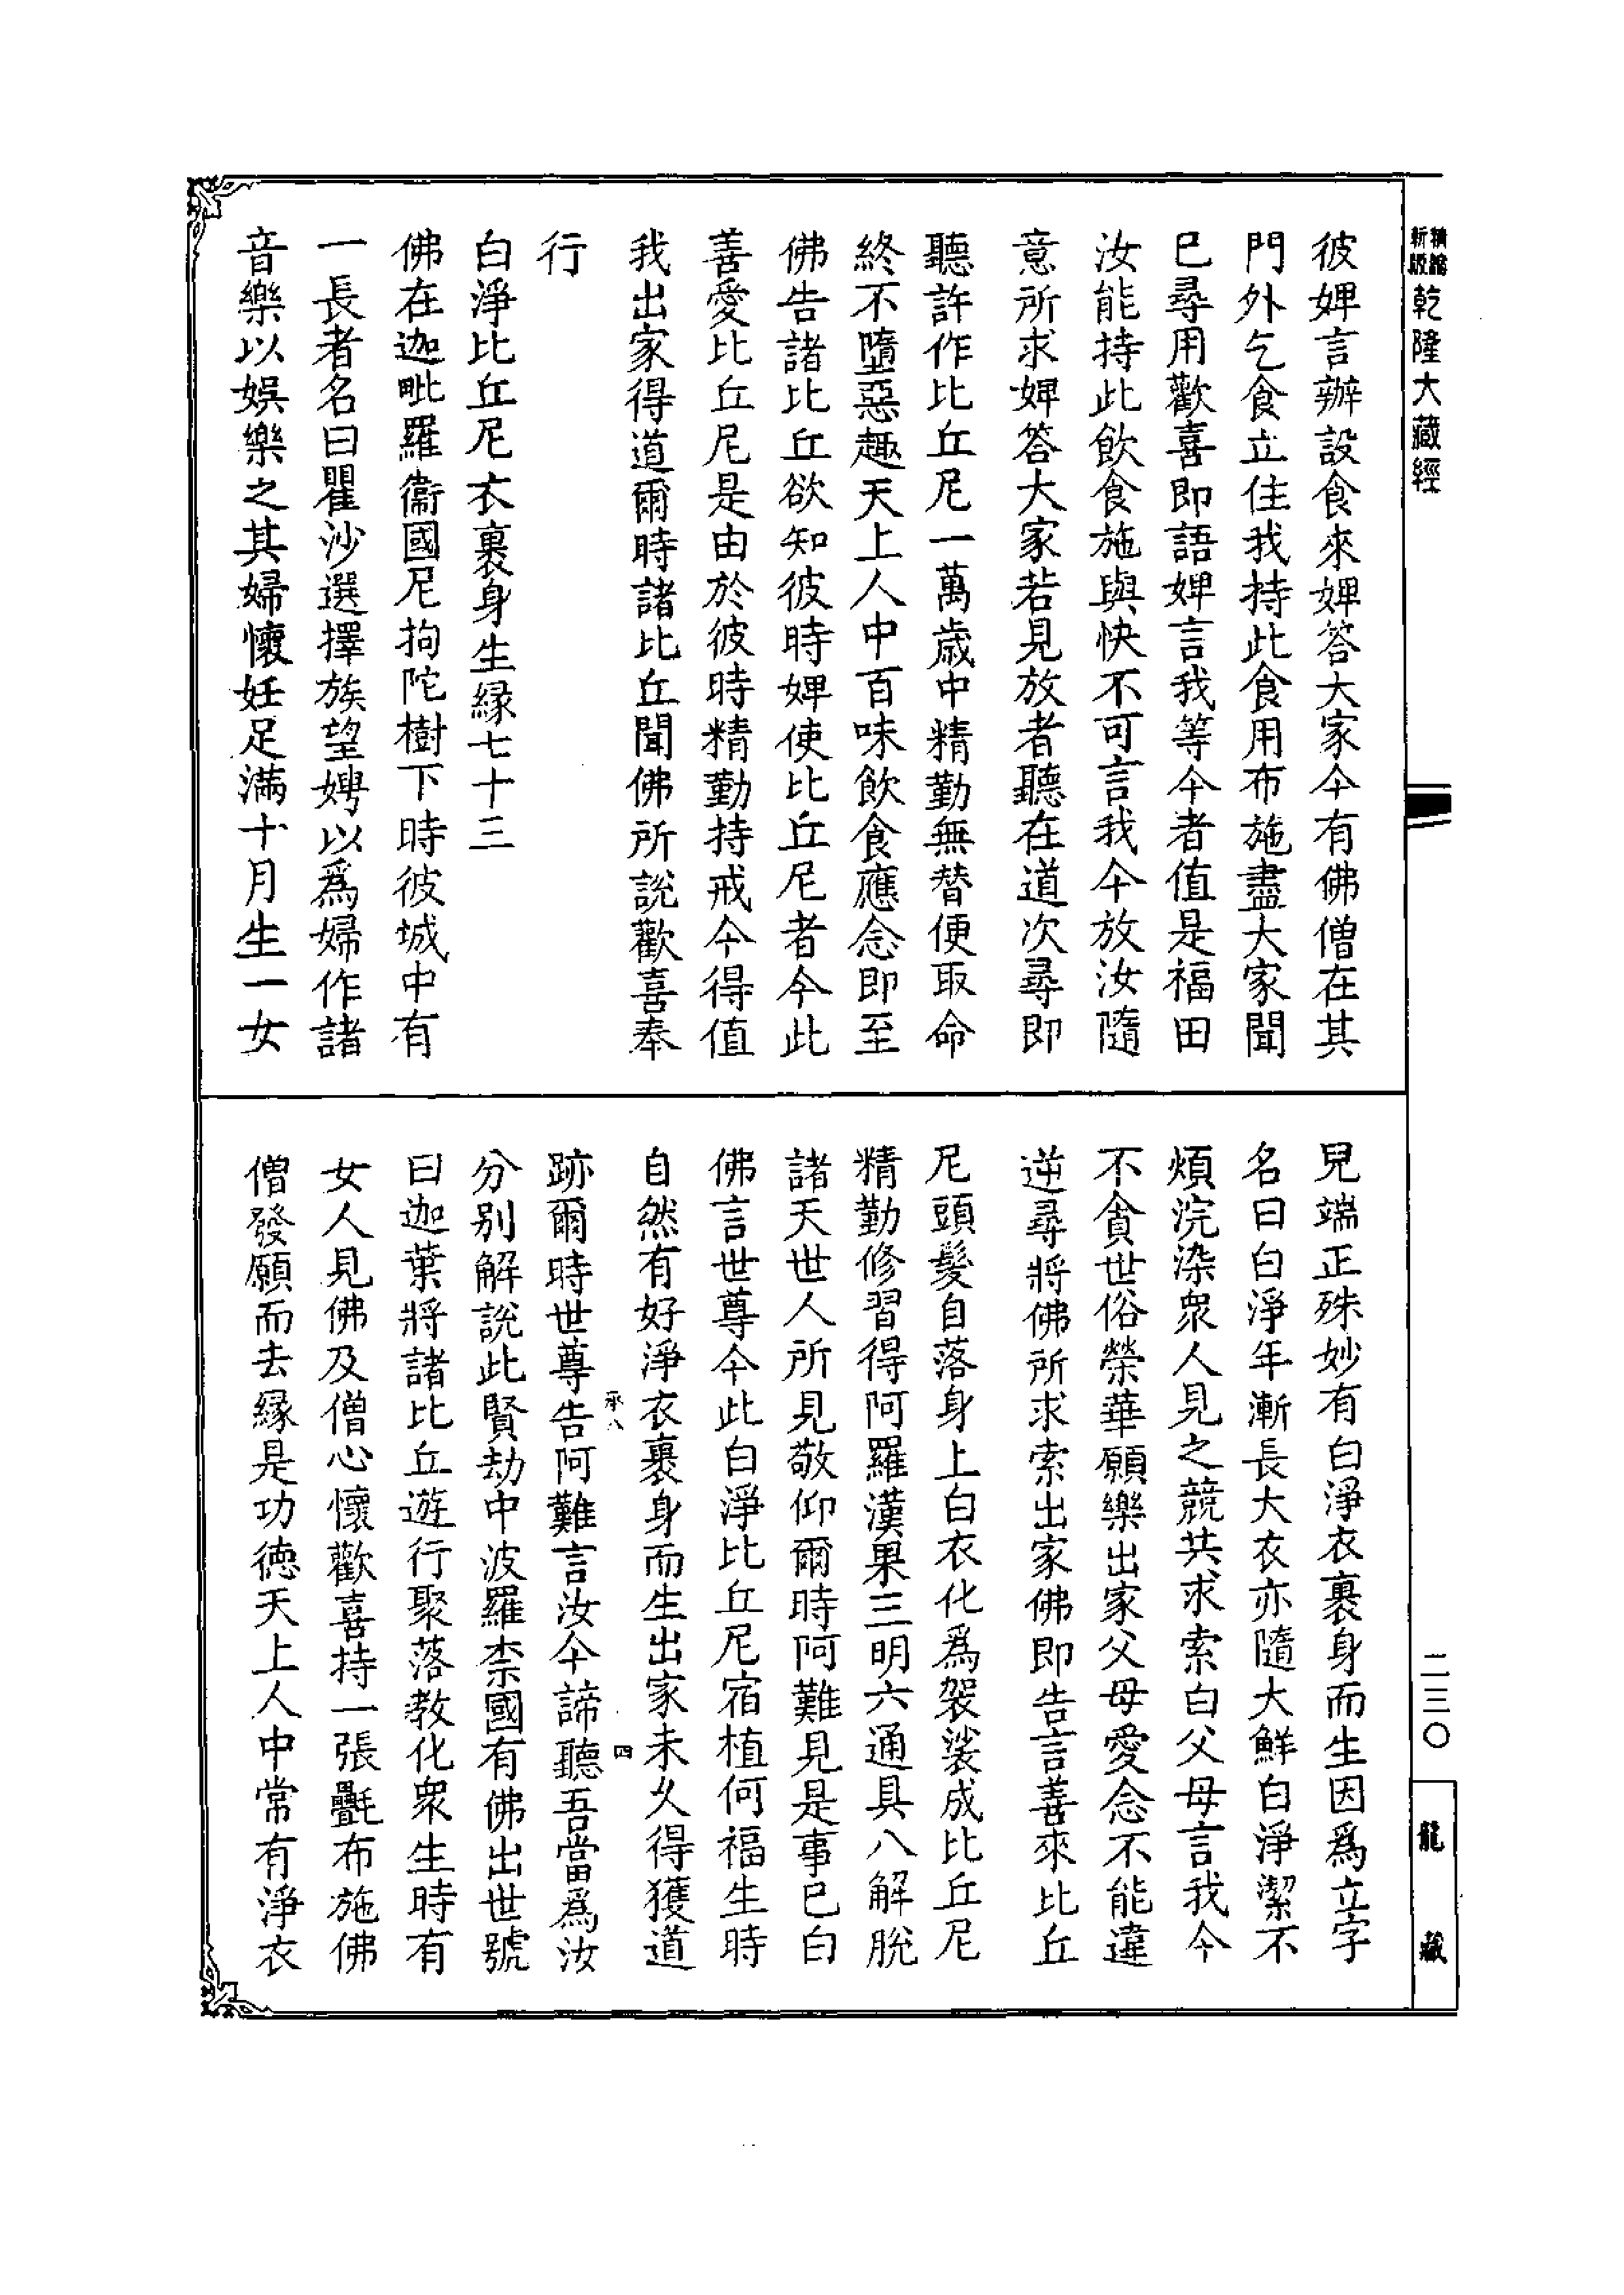 精諦
新版
乾隆大藏經
彼婢言辦設食來婢答大家今有佛僧在其
門外乞食立住我持此食用布施盡大家聞
已尋用歡喜即語婢言我等今者值是福田
汝能持此飲食施與快不可言我今放汝隨
意所求婢答大家若見放者聽在道次尋即
聽許作比丘尼一萬歲中精勤無替便取命
終不墮惡趣天上人中百味飲食應念即至
佛告諸比丘欲知彼時婢使比丘尼者今此
善愛比丘尼是由於彼時精勤持戒今得值
我出家得道爾時諸比丘聞佛所說歡喜奉
行
白淨比丘尼衣裹身生緣七十三
佛在迦毗羅衞國尼拘陀樹下時彼城中有
一長者名曰瞿沙選擇族望娉以為婦作諸
音樂以娛樂之其婦懷妊足滿十月生一女
兒端正殊妙有白淨衣裹身而生因為立字
名曰白淨年漸長大衣亦隨大鮮白淨潔不
煩浣染衆人見之競共求索白父母言我今
不貪世俗榮華願樂出家父母愛念不能違
逆尋將佛所求索出家佛即告言善來比丘
尼頭髮自落身上白衣化為袈裟成比丘尼
精勤修習得阿羅漢果三明六通具八解脫
諸天世人所見敬仰爾時阿難見是事已白
佛言世尊今此白淨比丘尼宿植何福生時
自然有好淨衣裹身而生出家未久得獲道
承八 四
跡爾時世尊告阿難言汝今諦聽吾當為汝
分別解說此賢劫中波羅柰國有佛出世號
曰迦葉將諸比丘遊行聚落教化衆生時有
女人見佛及僧心懷歡喜持一張氎布施佛
僧發願而去緣是功德天上人中常有淨衣
二三〇
龍藏